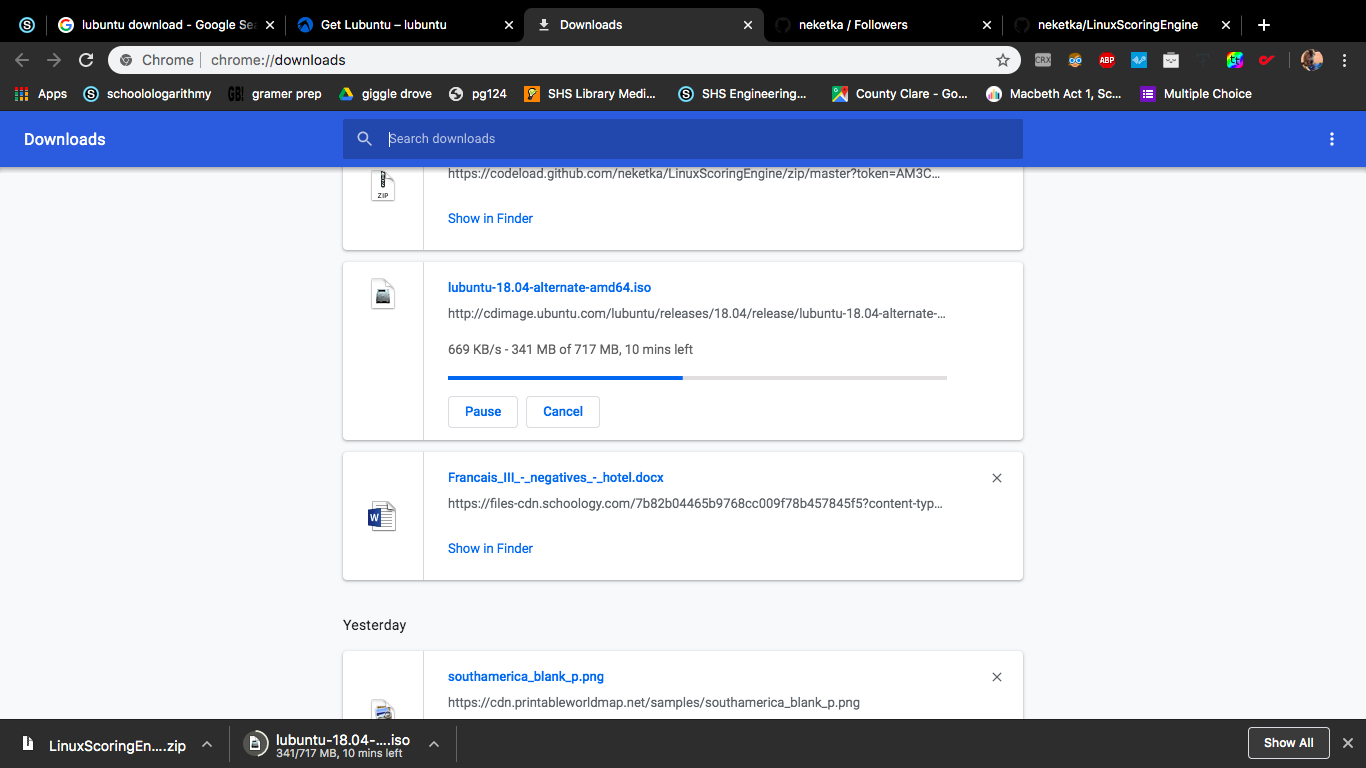 lubuntu download - Google Se
Get Lubuntu – lubuntu
Downloads
neketka / Followers
neketka/LinuxScoringEngine
Chrome
chrome://downloads
CRX
ABP
Apps
schoolologarithmy
GB!
gramer prep
giggle drove
pg124
SHS Library Medi...
SHS Engineering...
County Clare - Go...
Macbeth Act 1, Sc...
Multiple Choice
Downloads
Search downloads
ZIP
https://codeload.github.com/neketka/LinuxScoringEngine/zip/master?token=AM3C...
Show in Finder
lubuntu-18.04-alternate-amd64.iso
http://cdimage.ubuntu.com/lubuntu/releases/18.04/release/lubuntu-18.04-alternate-...
669 KB/s - 341 MB of 717 MB, 10 mins left
Pause
Cancel
Francais_III_-_negatives_-_hotel.docx
W
https://files-cdn.schoology.com/7b82b04465b9768cc009f78b457845f5?content-typ...
Show in Finder
Yesterday
southamerica_blank_p.png
https://cdn.printableworldmap.net/samples/southamerica_blank_p.png
LinuxScoringEn....zip
lubuntu-18.04-....iso
341/717 MB, 10 mins left
Show All